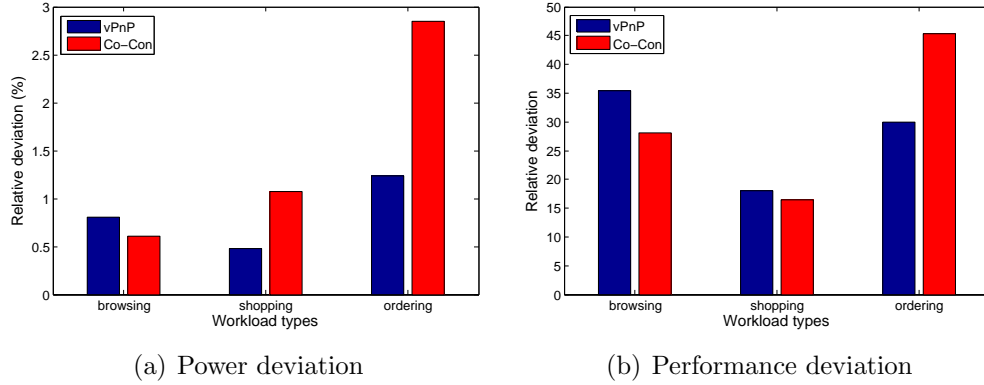 3
2.5
2
1.5
1
0.5
0
Relative deviation (%)
vPnP
Co-Con
browsing
shopping
ordering
Workload types
(a) Power deviation
50
45
40
35
30
25
20
15
10
5
0
Relative deviation
vPnP
Co-Con
browsing
shopping
ordering
Workload types
(b) Performance deviation